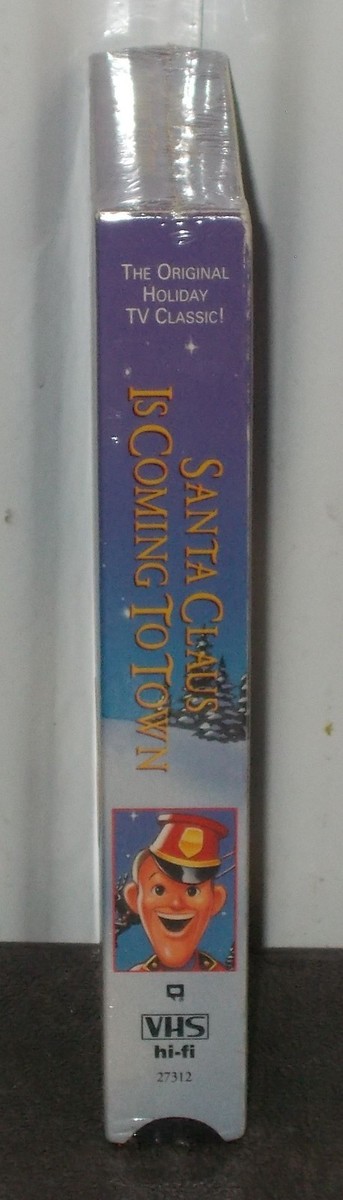 THE ORIGINAL
HOLIDAY
TV CLASSIC!
SANTA CLAUS
IS COMING TO TOWN
VHS
hi-fi
27312